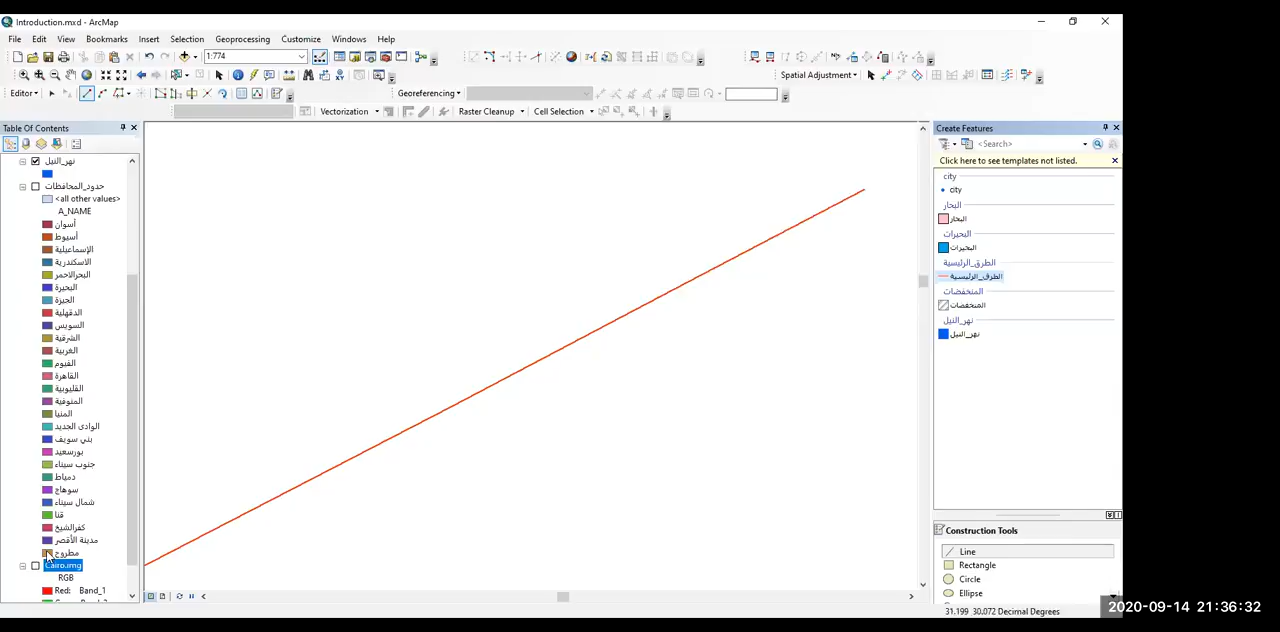 Introduction.mxd - ArcMap
File Edit View Bookmarks Insert Selection Geoprocessing Customize Windows Help
1:774
Spatial Adjustment
Editor
Georeferencing
Vectorization Raster Cleanup Cell Selection
Table Of Contents
نهر_النيل
حدود_المحافظات
<all other values>
A_NAME
أسوان
أسيوط
الإسماعيلية
الاسكندرية
البحرالاحمر
البحيرة
الجيزة
الدقهلية
السويس
الشرقية
الغربية
الفيوم
القاهرة
القليوبية
المنوفية
المنيا
الوادى الجديد
بني سويف
بورسعيد
جنوب سيناء
دمياط
سوهاج
شمال سيناء
قنا
كفرالشيخ
مدينة الأقصر
مطروح
Cairo.img
RGB
Red: Band_1
Create Features
<Search>
Click here to see templates not listed.
city
city
البحار
البحار
البحيرات
البحيرات
الطرق_الرئيسية
الطرق_الرئيسية
المنخفضات
المنخفضات
نهر_النيل
نهر_النيل
Construction Tools
Line
Rectangle
Circle
Ellipse
31.199 30.072 Decimal Degrees
2020-09-14 21:36:32